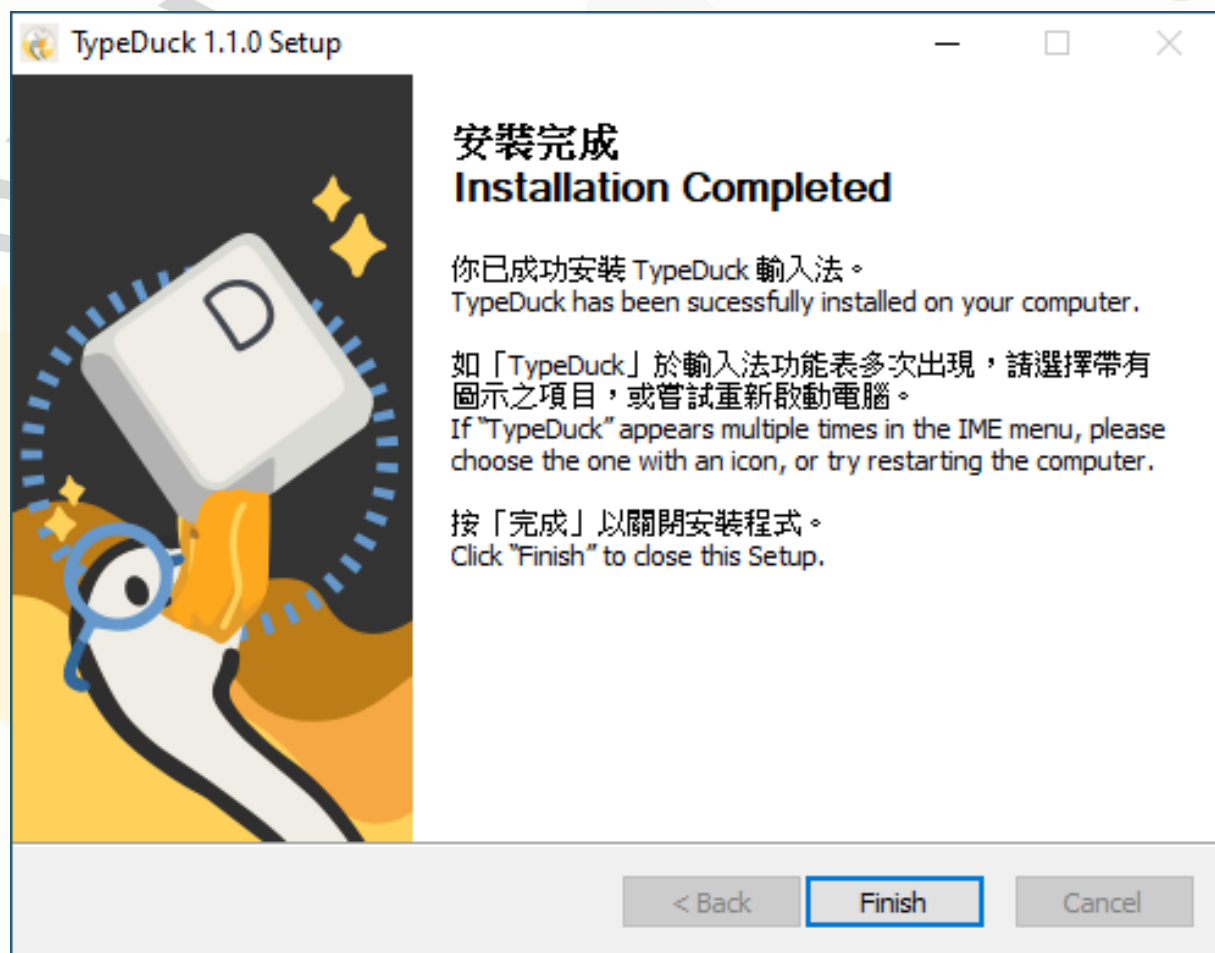 TypeDuck 1.1.0 Setup
安裝完成
Installation Completed
你已成功安裝 TypeDuck 輸入法。
TypeDuck has been sucessfully installed on your computer.
如「TypeDuck」於輸入法功能表多次出現，請選擇帶有
圖示之項目，或嘗試重新啟動電腦。
If “TypeDuck” appears multiple times in the IME menu, please
choose the one with an icon, or try restarting the computer.
按「完成」以關閉安裝程式。
Click “Finish” to close this Setup.
D
< Back
Finish
Cancel